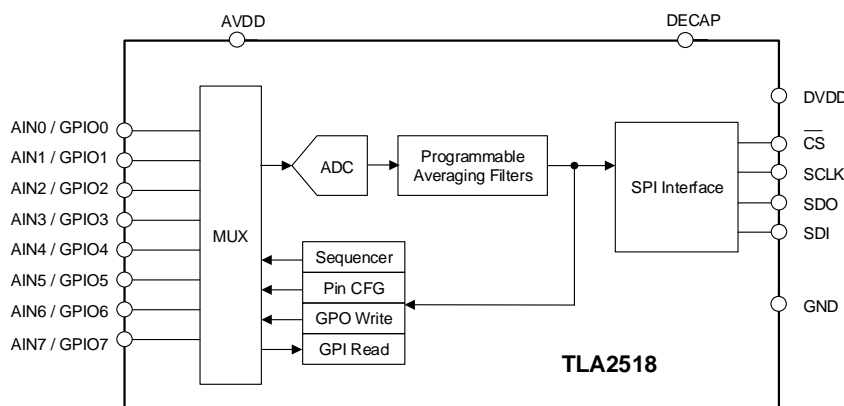 AVDD
DECAP
DVDD
AIN0 / GPIO0
AIN1 / GPIO1
AIN2 / GPIO2
AIN3 / GPIO3
AIN4 / GPIO4
AIN5 / GPIO5
AIN6 / GPIO6
AIN7 / GPIO7
MUX
ADC
Programmable
Averaging Filters
SPI Interface
CS
SCLK
SDO
SDI
Sequencer
Pin CFG
GPO Write
GPI Read
GND
TLA2518